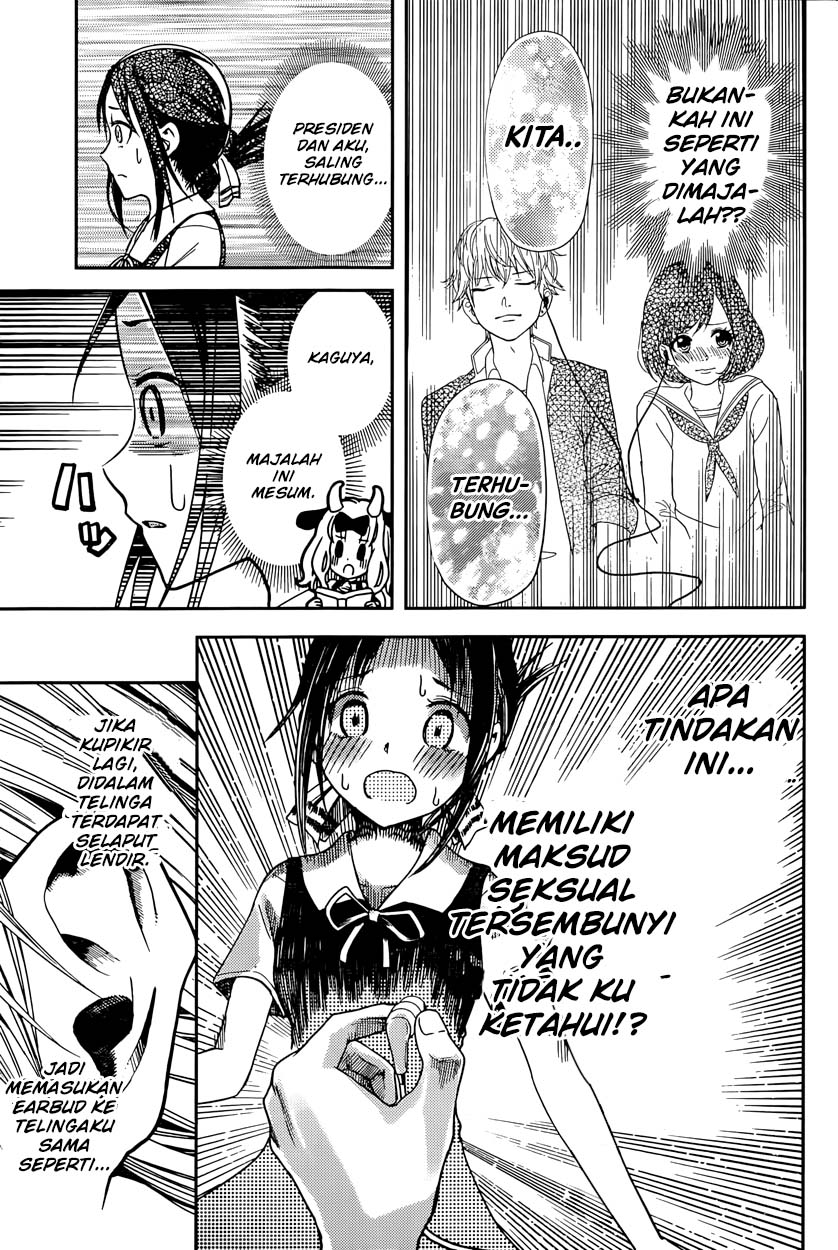 BUKAN-
KAH INI
SEPERTI
YANG
DIMAJA-
LAH??
KITA..
TERHU-
BUNG...
PRESIDEN
DAN AKU,
SALING
TERHUBUNG...
KAGUYA,
MAJALAH
INI
MESUM.
バッ
APA
TINDAKAN
INI...
MEMILIKI
MAKSUD
SEKSUAL
TERSEMBUNYI
YANG
TIDAK KU
KETAHUI!?
JIKA
KUPIKIR
LAGI,
DIDALAM
TELINGA
TERDAPAT
SELAPUT
LENDIR.
JADI
MEMASUKAN
EARBUD KE
TELINGAKU
SAMA
SEPERTI...